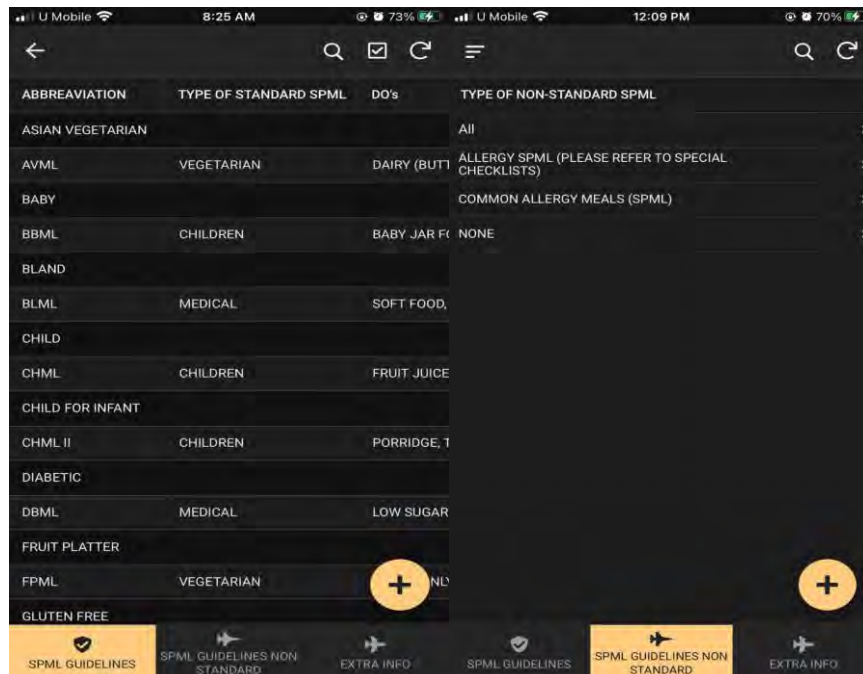 U Mobile 8:25 AM 73%
ABBREAVIATION TYPE OF STANDARD SPML DO's
ASIAN VEGETARIAN
AVML VEGETARIAN DAIRY (BUTT
BABY
BBML CHILDREN BABY JAR
BLAND
BLML MEDICAL SOFT FOOD,
CHILD
CHML CHILDREN FRUIT JUICE
CHILD FOR INFANT
CHML II CHILDREN PORRIDGE,
DIABETIC
DBML MEDICAL LOW SUGAR
FRUIT PLATTER
FPML VEGETARIAN
GLUTEN FREE
SPML GUIDELINES
SPML GUIDELINES NON
STANDARD
EXTRA INFO
U Mobile 12:09 PM 70%
TYPE OF NON-STANDARD SPML
All
ALLERGY SPML (PLEASE REFER TO SPECIAL
CHECKLISTS)
COMMON ALLERGY MEALS (SPML)
NONE
SPML GUIDELINES
SPML GUIDELINES NON
STANDARD
EXTRA INFO